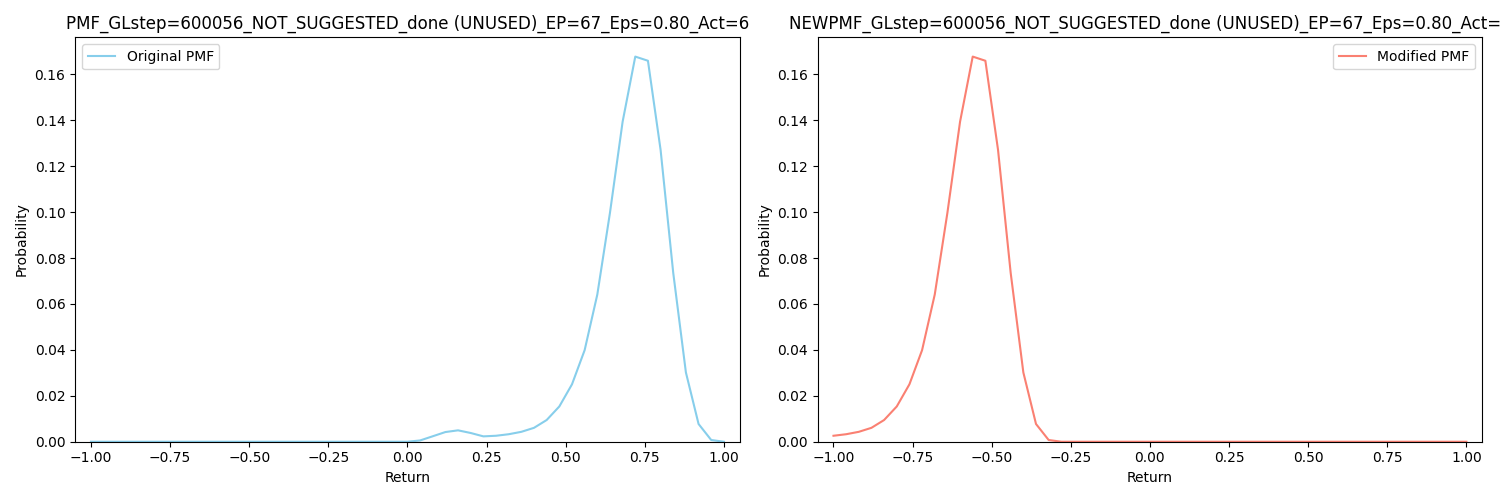 PMF_GLstep=600056_NOT_SUGGESTED_done (UNUSED)_EP=67_Eps=0.80_Act=6
Original PMF
0.16
0.14
0.12
0.10
0.08
0.06
0.04
0.02
0.00
Probability
−1.00 −0.75 −0.50 −0.25 0.00 0.25 0.50 0.75 1.00
Return
NEWPMF_GLstep=600056_NOT_SUGGESTED_done (UNUSED)_EP=67_Eps=0.80_Act=
Modified PMF
0.16
0.14
0.12
0.10
0.08
0.06
0.04
0.02
0.00
Probability
−1.00 −0.75 −0.50 −0.25 0.00 0.25 0.50 0.75 1.00
Return